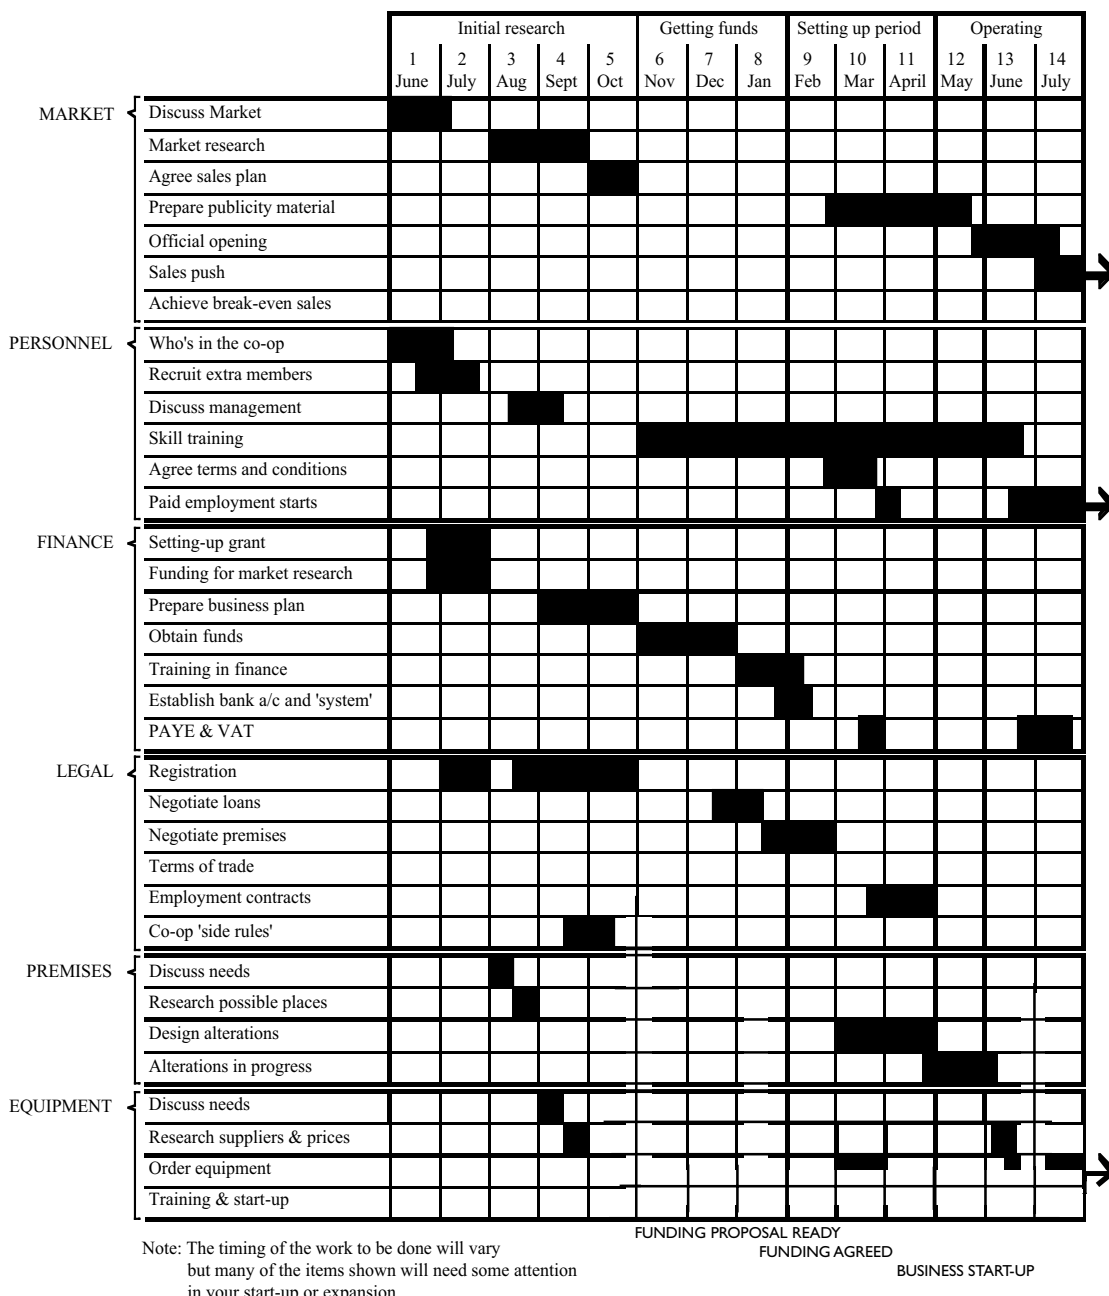 Initial research Getting funds Setting up period Operating
1 2 3 4 5 6 7 8 9 10 11 12 13 14
June July Aug Sept Oct Nov Dec Jan Feb Mar April May June July
MARKET Discuss Market
Market research
Agree sales plan
Prepare publicity material
Official opening
Sales push
Achieve break-even sales
PERSONNEL Who's in the co-op
Recruit extra members
Discuss management
Skill training
Agree terms and conditions
Paid employment starts
FINANCE Setting-up grant
Funding for market research
Prepare business plan
Obtain funds
Training in finance
Establish bank a/c and 'system'
PAYE & VAT
LEGAL Registration
Negotiate loans
Negotiate premises
Terms of trade
Employment contracts
Co-op 'side rules'
PREMISES Discuss needs
Research possible places
Design alterations
Alterations in progress
EQUIPMENT Discuss needs
Research suppliers & prices
Order equipment
Training & start-up
FUNDING PROPOSAL READY
FUNDING AGREED
BUSINESS START-UP
Note: The timing of the work to be done will vary
but many of the items shown will need some attention
in your start-up or expansion